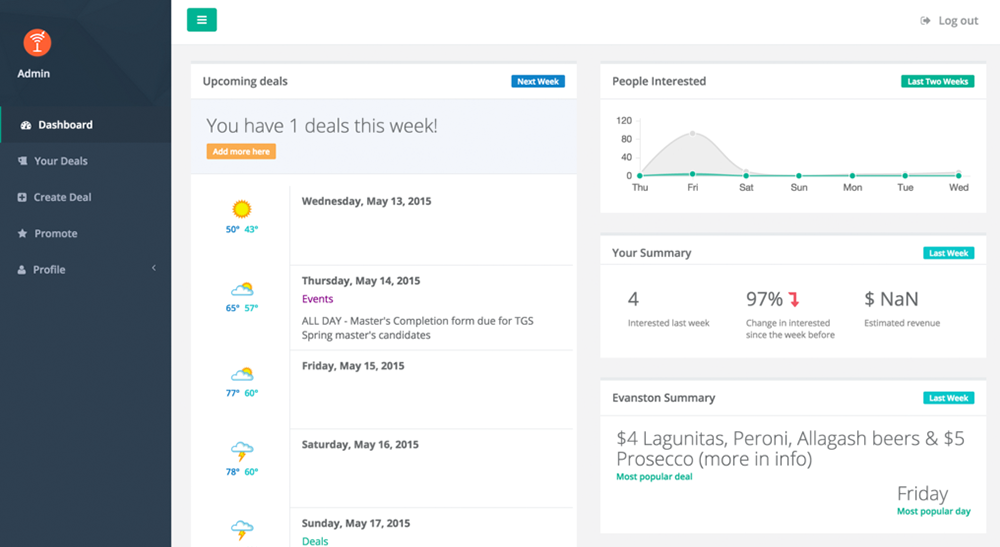 Log out
Admin
Dashboard
Your Deals
Create Deal
Promote
Profile
Upcoming deals
Next Week
You have 1 deals this week!
Add more here
50° 43°
Wednesday, May 13, 2015
65° 57°
Thursday, May 14, 2015
Events
ALL DAY - Master's Completion form due for TGS
Spring master's candidates
77° 60°
Friday, May 15, 2015
78° 60°
Saturday, May 16, 2015
Sunday, May 17, 2015
Deals
People Interested
Last Two Weeks
120
80
40
0
Thu Fri Sat Sun Mon Tue Wed
Your Summary
Last Week
4
Interested last week
97%
Change in interested
since the week before
$ NaN
Estimated revenue
Evanston Summary
Last Week
$4 Lagunitas, Peroni, Allagash beers & $5
Prosecco (more in info)
Most popular deal
Friday
Most popular day